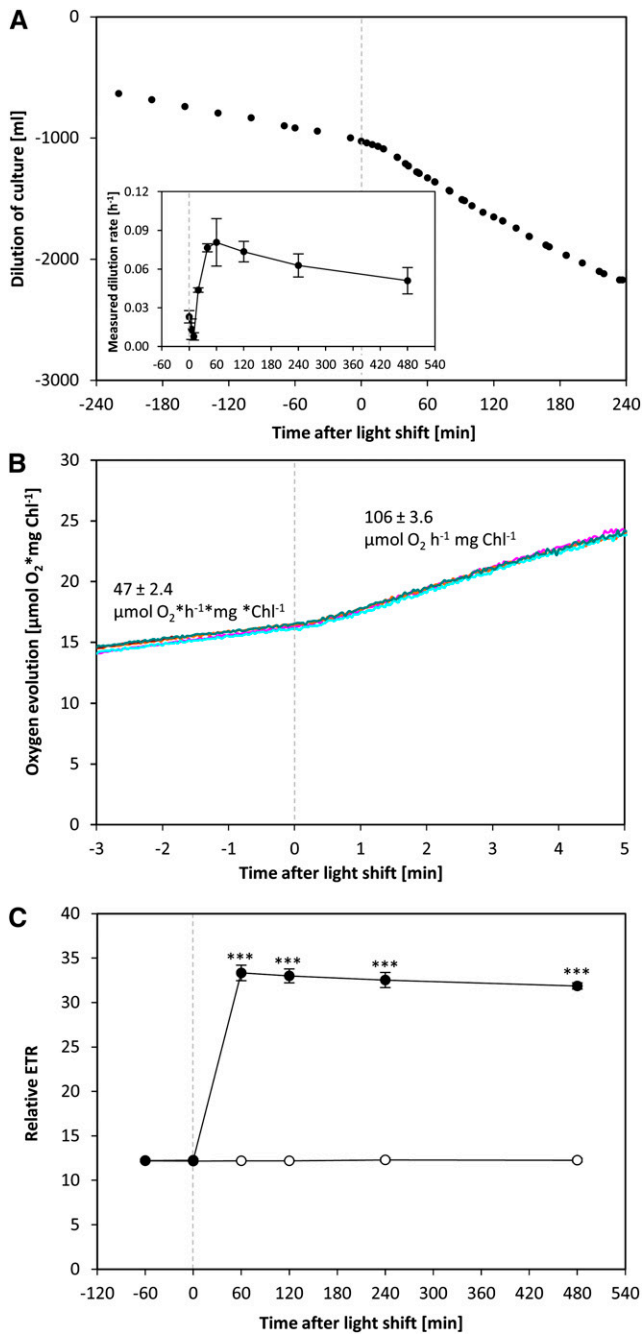 A
0
-1000
-2000
-3000
Dilution of culture [ml]
-240 -180 -120 -60 0 60 120 180 240
Time after light shift [min]
0.12
0.09
0.06
0.03
0.00
Measured dilution rate [h-1]
-60 0 60 120 180 240 300 360 420 480 540
B
30
25
20
15
10
5
0
Oxygen evolution [µmol O2*mg Chl-1]
47 ± 2.4
µmol O2*h-1*mg *Chl-1
106 ± 3.6
µmol O2 h-1 mg Chl-1
-3 -2 -1 0 1 2 3 4 5
Time after light shift [min]
C
40
35
30
25
20
15
10
5
0
Relative ETR
*** *** *** ***
-120 -60 0 60 120 180 240 300 360 420 480 540
Time after light shift [min]